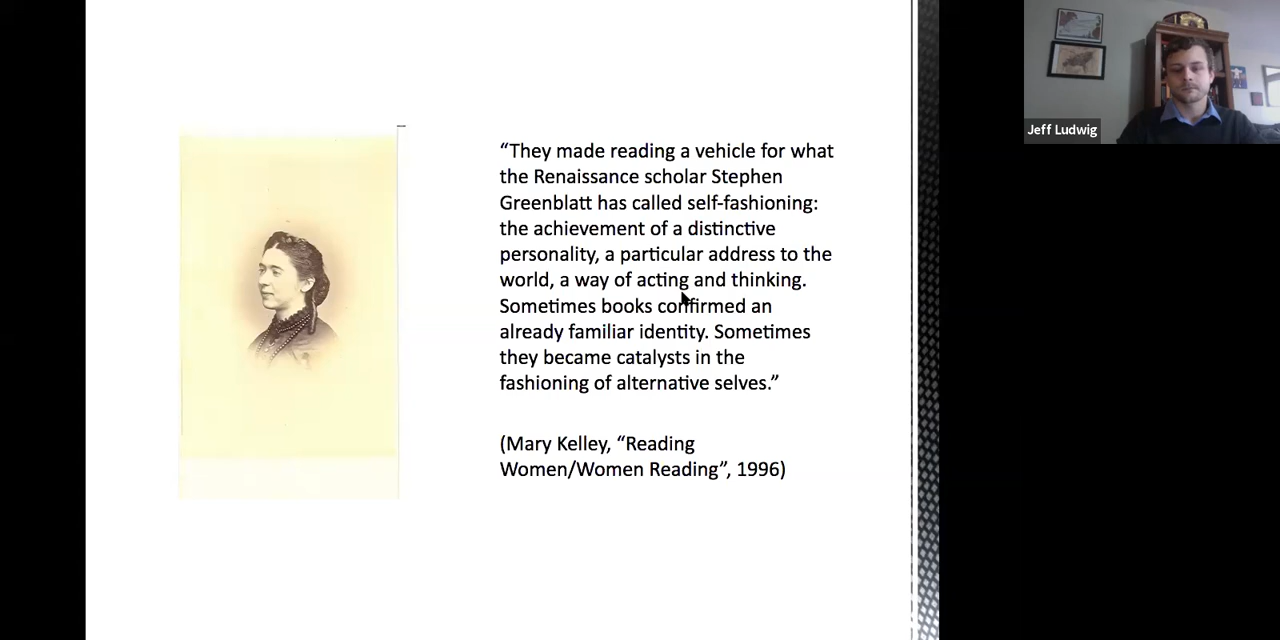 “They made reading a vehicle for what
the Renaissance scholar Stephen
Greenblatt has called self-fashioning:
the achievement of a distinctive
personality, a particular address to the
world, a way of acting and thinking.
Sometimes books confirmed an
already familiar identity. Sometimes
they became catalysts in the
fashioning of alternative selves.”
(Mary Kelley, “Reading
Women/Women Reading”, 1996)
Jeff Ludwig